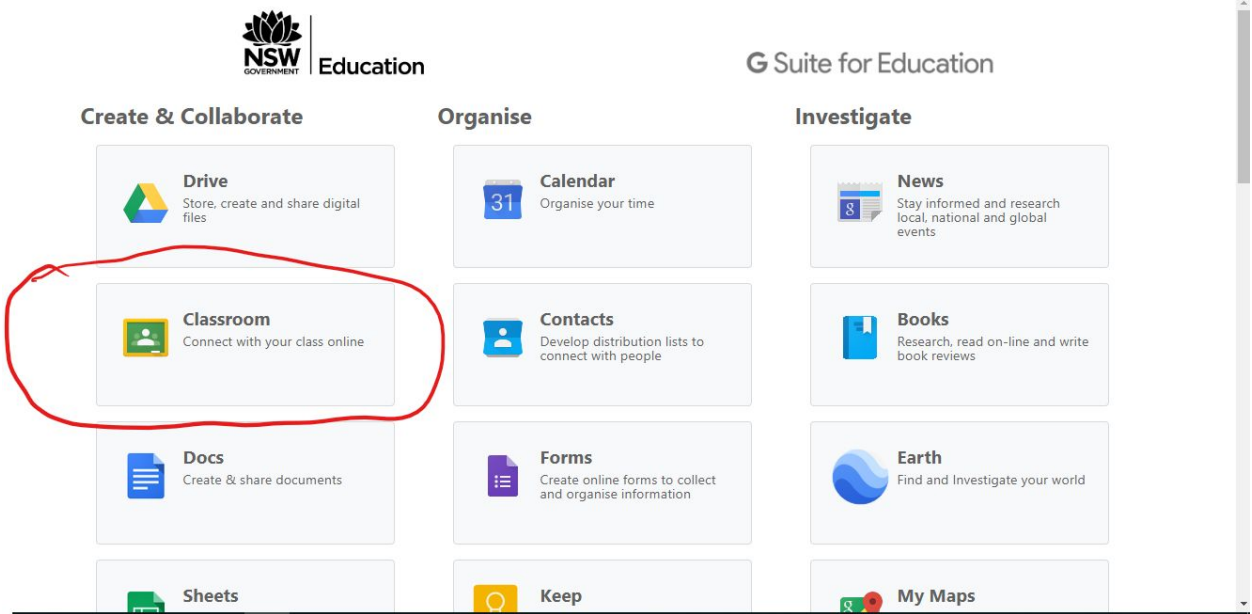 NSW
GOVERNMENT
Education
G Suite for Education
Create & Collaborate
Drive
Store, create and share digital
files
Classroom
Connect with your class online
Docs
Create & share documents
Sheets
Organise
31
Calendar
Organise your time
Contacts
Develop distribution lists to
connect with people
Forms
Create online forms to collect
and organise information
Keep
Investigate
8
News
Stay informed and research
local, national and global
events
Books
Research, read on-line and write
book reviews
Earth
Find and Investigate your world
8
My Maps